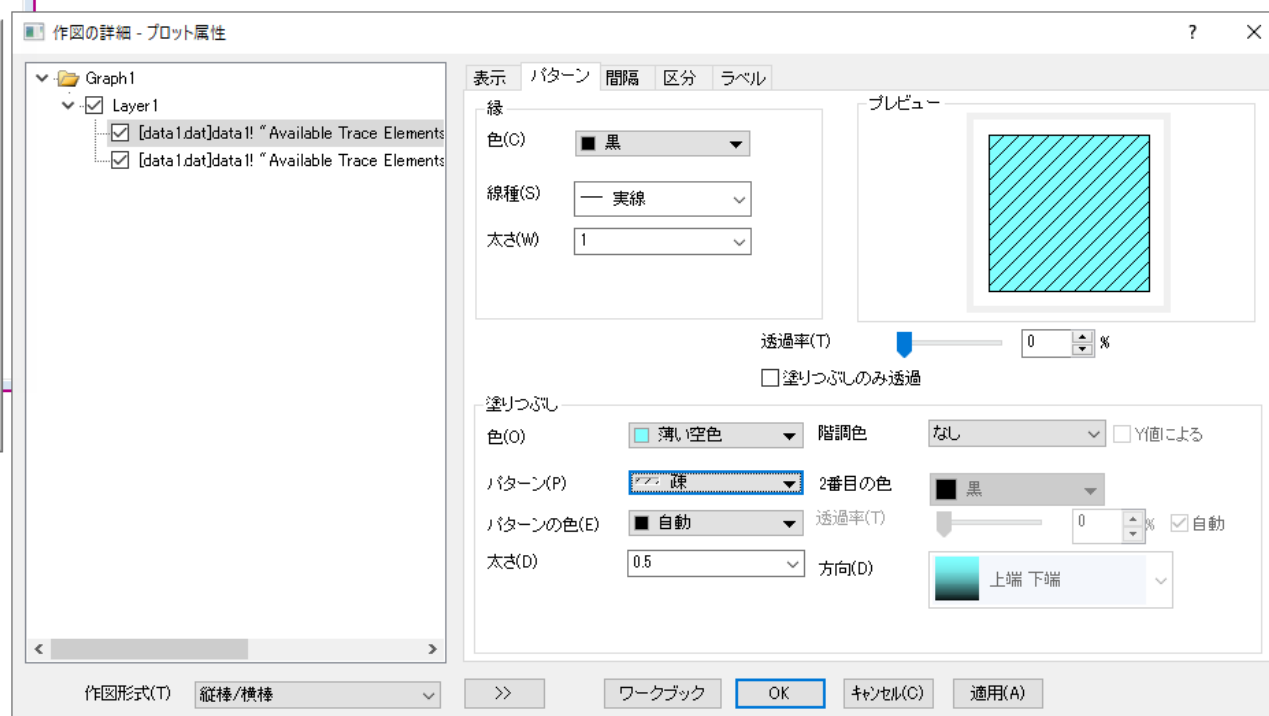 作図の詳細 - プロット属性
?
Graph1
Layer1
[data1.dat]data1! "Available Trace Elements
[data1.dat]data1! "Available Trace Elements
表示 パターン 間隔 区分 ラベル
縁
色(C) 黒
線種(S) 実線
太さ(W) 1
プレビュー
透過率(T) 0 %
塗りつぶしのみ透過
塗りつぶし
色(O) 薄い空色
パターン(P) 疎
パターンの色(E) 自動
太さ(D) 0.5
階調色 なし Y値による
2番目の色 黒
透過率(T) 0 % 自動
方向(D) 上端 下端
作図形式(T) 縦棒/横棒
>> ワークブック OK キャンセル(C) 適用(A)